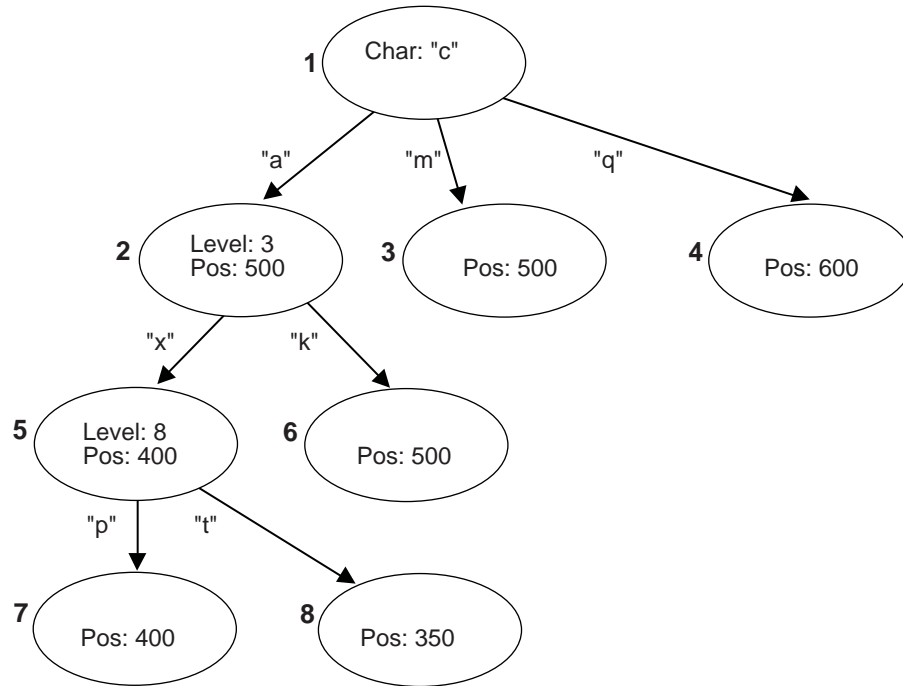 1
Char: "c"
"a"
"m"
"q"
2
Level: 3
Pos: 500
3
Pos: 500
4
Pos: 600
"x"
"k"
5
Level: 8
Pos: 400
6
Pos: 500
"p"
"t"
7
Pos: 400
8
Pos: 350